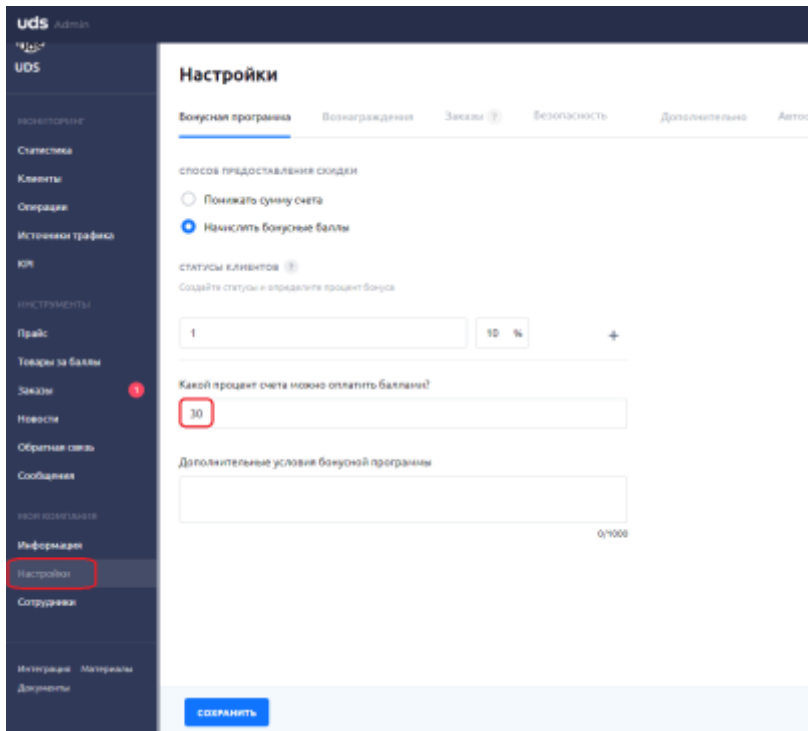 uds Admin
UDS
МОНИТОРИНГ
Статистика
Клиенты
Операции
Источники трафика
KPI
ИНСТРУМЕНТЫ
Прайс
Товары за баллы
Заказы 1
Новости
Обратная связь
Сообщения
МОЯ КОМПАНИЯ
Информация
Настройки
Сотрудники
Интеграция Материалы
Документы
Настройки
Бонусная программа Вознаграждения Заказы ? Безопасность Дополнительно
СПОСОБ ПРЕДОСТАВЛЕНИЯ СКИДКИ
Понижать сумму счета
Начислять бонусные баллы
СТАТУСЫ КЛИЕНТОВ ?
Создайте статусы и определите процент бонуса
1 10 % +
Какой процент счета можно оплатить баллами?
30
Дополнительные условия бонусной программы
0/1000
СОХРАНИТЬ